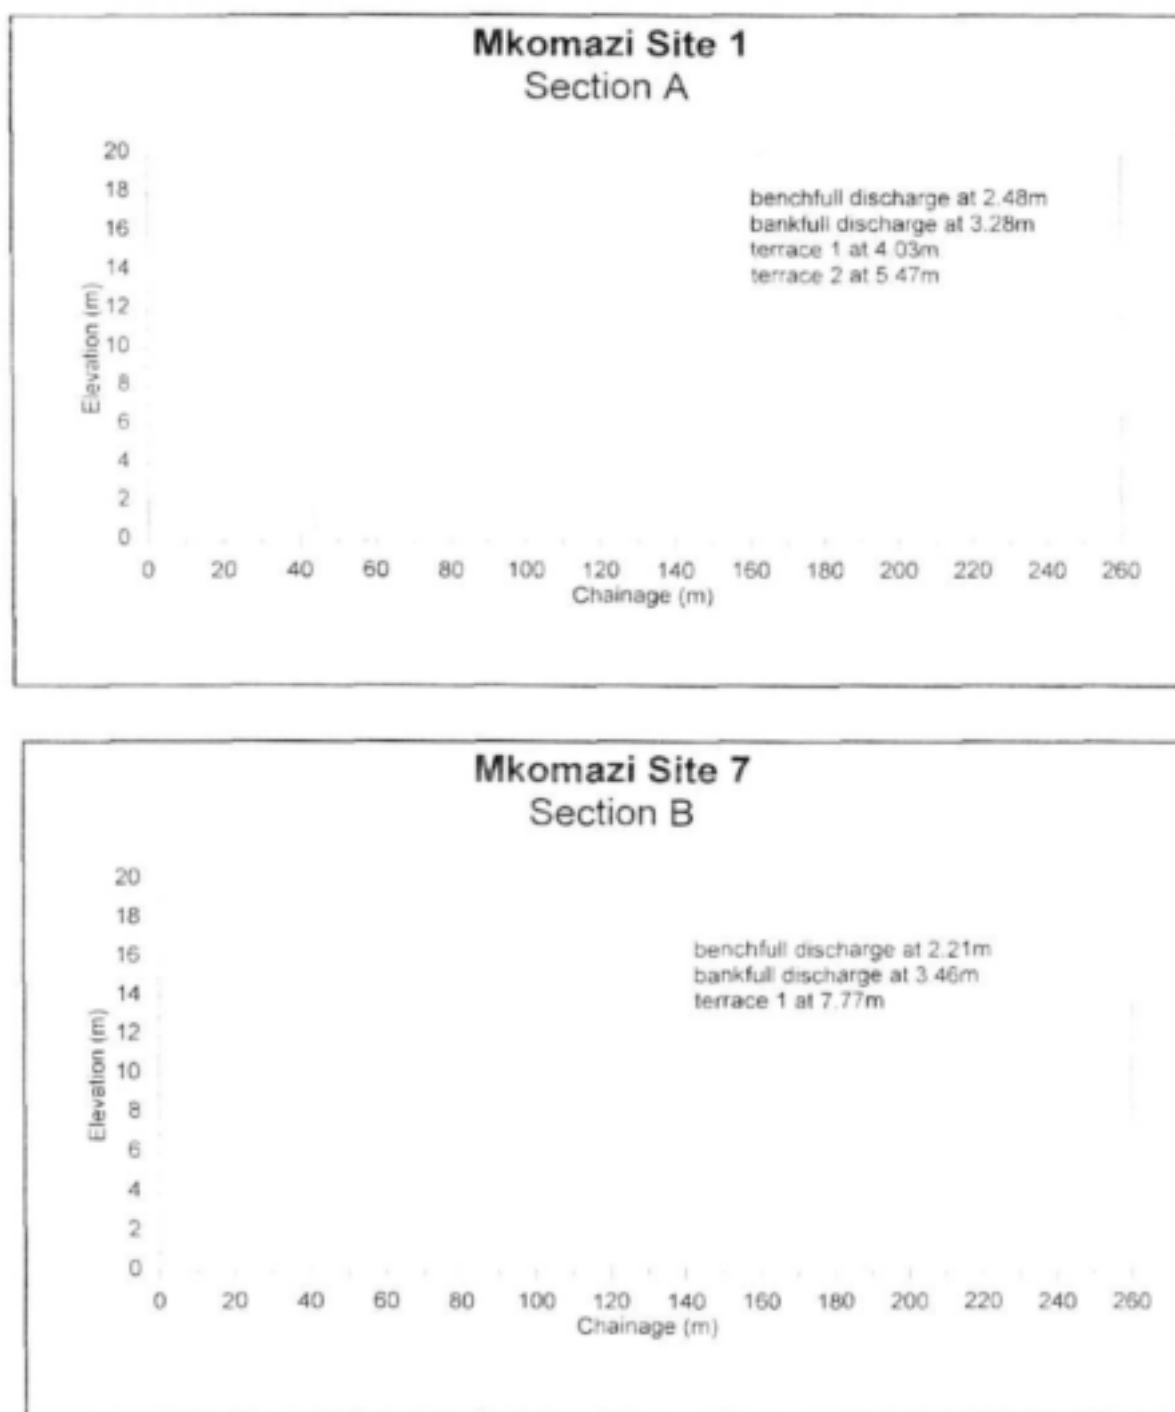 Mkomazi Site 1
Section A
20
18
16
14
12
10
8
6
4
2
0
Elevation (m)
benchfull discharge at 2.48m
bankfull discharge at 3.28m
terrace 1 at 4.03m
terrace 2 at 5.47m
0 20 40 60 80 100 120 140 160 180 200 220 240 260
Chainage (m)
Mkomazi Site 7
Section B
20
18
16
14
12
10
8
6
4
2
0
Elevation (m)
benchfull discharge at 2.21m
bankfull discharge at 3.46m
terrace 1 at 7.77m
0 20 40 60 80 100 120 140 160 180 200 220 240 260
Chainage (m)